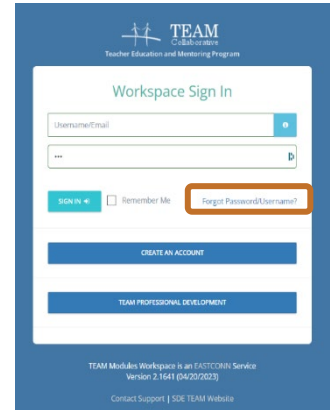 TEAM
Collaborative
Teacher Education and Mentoring Program
Workspace Sign In
Username/Email
•••
SIGN IN
Remember Me
Forgot Password/Username?
CREATE AN ACCOUNT
TEAM PROFESSIONAL DEVELOPMENT
TEAM Modules Workspace is an EASTCONN Service
Version 2.1641 (04/20/2023)
Contact Support | SDE TEAM Website